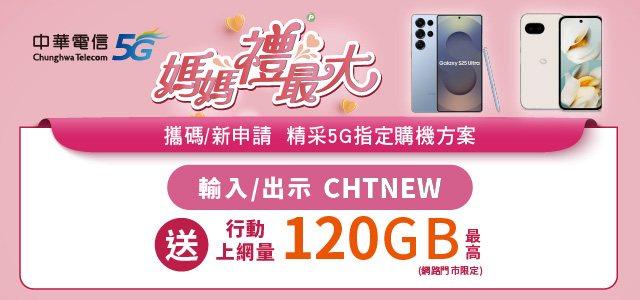 中華電信 5G
Chunghwa Telecom
媽媽禮最大
Galaxy S25 Ultra
攜碼/新申請 精采5G指定購機方案
輸入/出示 CHTNEW
送 行動上網量 120GB 最高
(網路門市限定)